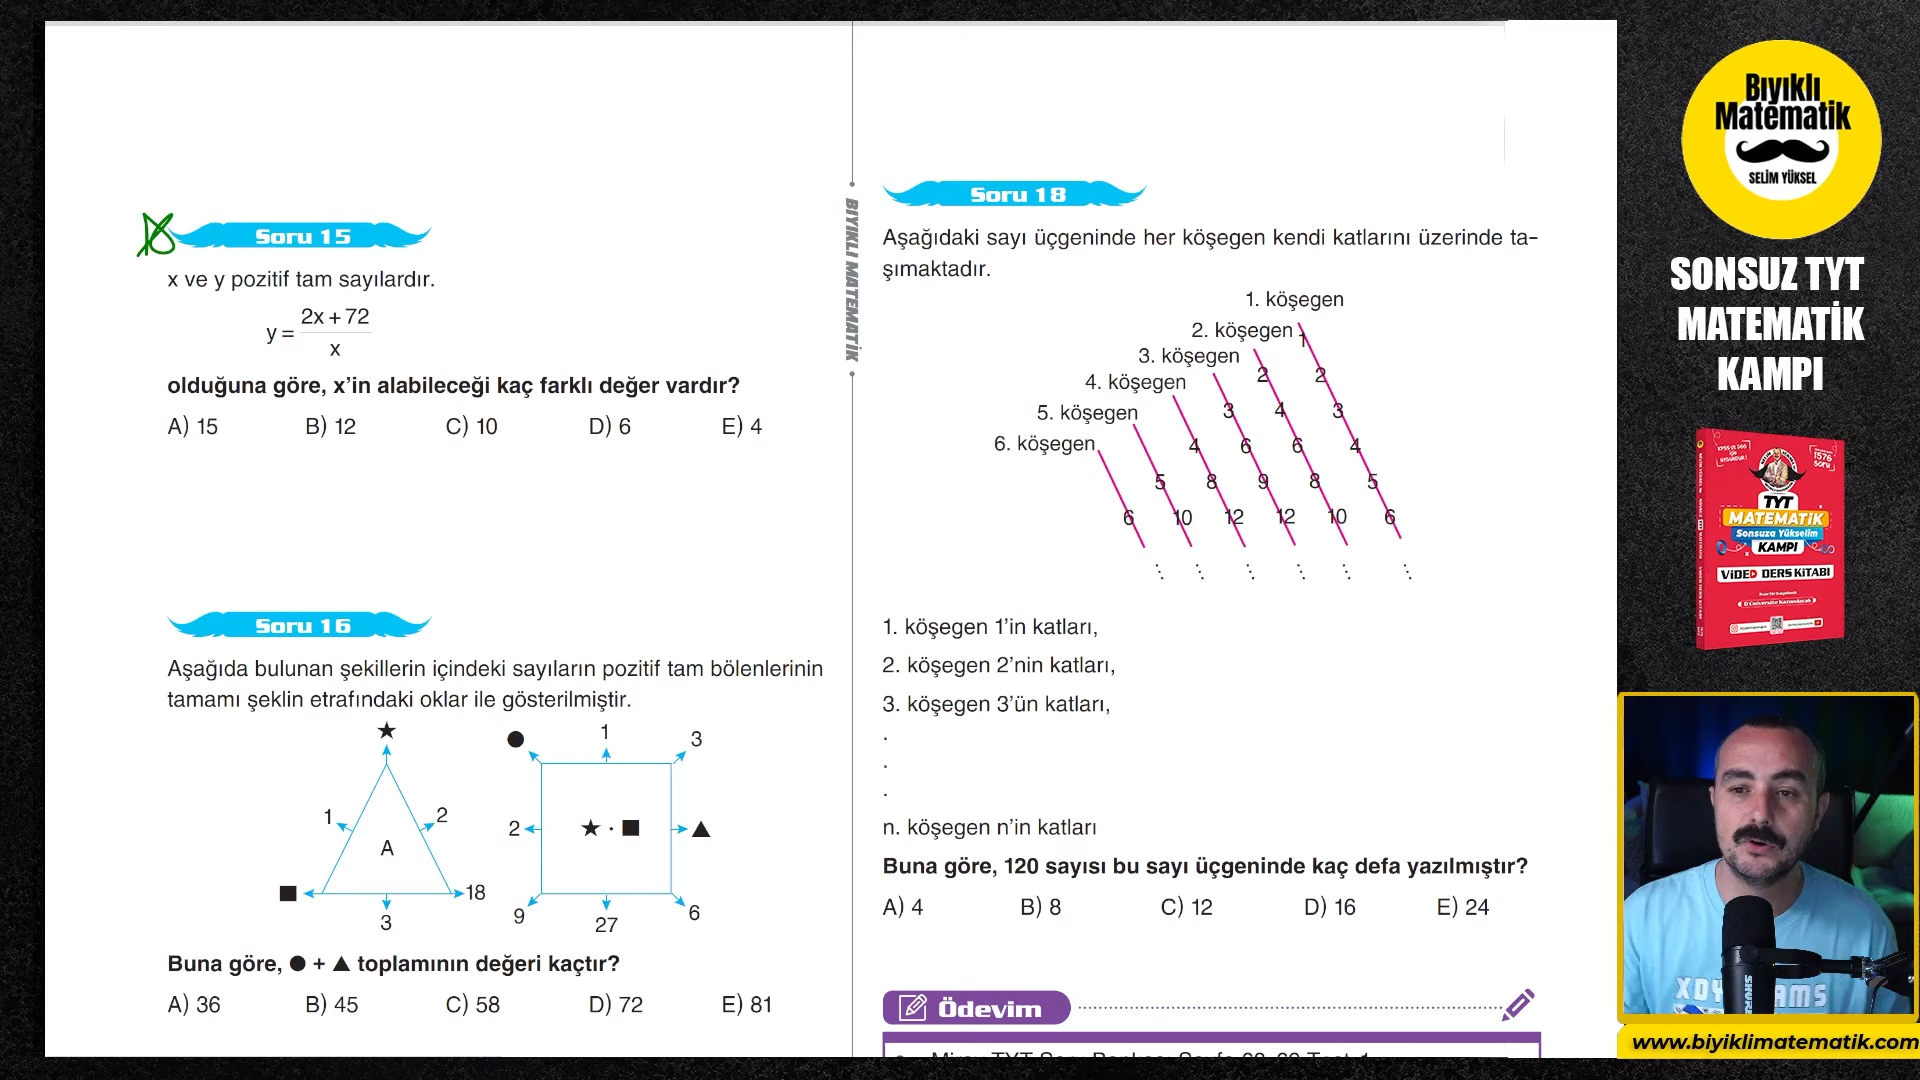 Soru 15
x ve y pozitif tam sayılardır.
y = 2x + 72 / x
olduğuna göre, x'in alabileceği kaç farklı değer vardır?
A) 15 B) 12 C) 10 D) 6 E) 4
Soru 16
Aşağıda bulunan şekillerin içindeki sayıların pozitif tam bölenlerinin
tamamı şeklin etrafındaki oklar ile gösterilmiştir.
★
1 2
A
■ 18
3
● 1 3
2 ★ · ■ ▲
9 27 6
Buna göre, ● + ▲ toplamının değeri kaçtır?
A) 36 B) 45 C) 58 D) 72 E) 81
BIYIKLI MATEMATİK
Soru 18
Aşağıdaki sayı üçgeninde her köşegen kendi katlarını üzerinde ta-
şımaktadır.
1. köşegen
2. köşegen 1
3. köşegen 2 2
4. köşegen 3 4 3
5. köşegen
6. köşegen 4 6 6 4
5 8 9 8 5
6 10 12 12 10 6
1. köşegen 1'in katları,
2. köşegen 2'nin katları,
3. köşegen 3'ün katları,
.
.
.
n. köşegen n'in katları
Buna göre, 120 sayısı bu sayı üçgeninde kaç defa yazılmıştır?
A) 4 B) 8 C) 12 D) 16 E) 24
Ödevim
Bıyıklı
Matematik
SELİM YÜKSEL
SONSUZ TYT
MATEMATİK
KAMPI
1576
soru
TYT
MATEMATİK
Sonsuza Yükselim
KAMPI
VİDEO DERS KİTABI
SHURE
www.biyiklimatematik.com